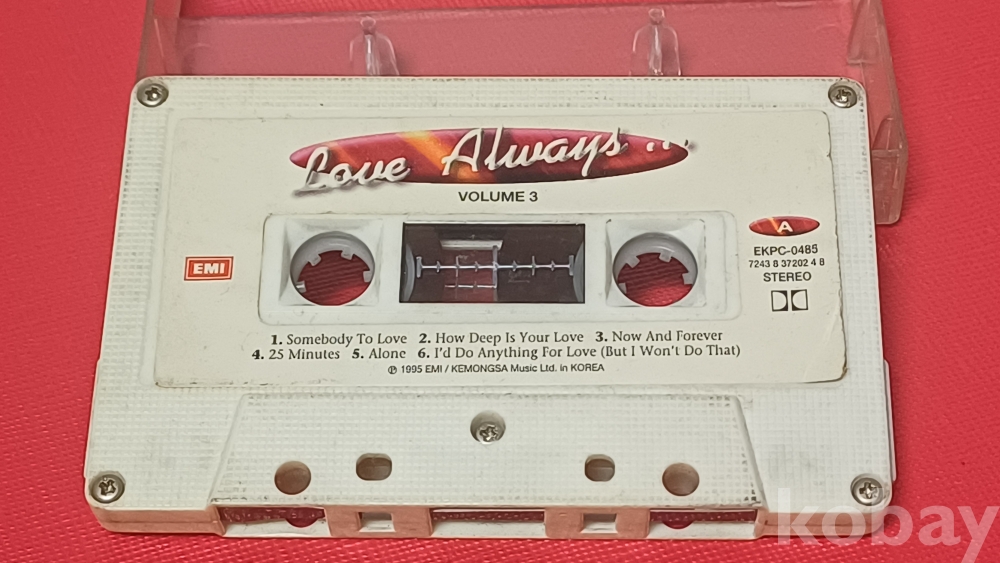 Love Always ...
VOLUME 3
A
EMI
EKPC-0485
7243 8 37202 4 8
STEREO
1. Somebody To Love 2. How Deep Is Your Love 3. Now And Forever
4. 25 Minutes 5. Alone 6. I'd Do Anything For Love (But I Won't Do That)
℗ 1995 EMI / KEMONGSA Music Ltd. in KOREA
kobay